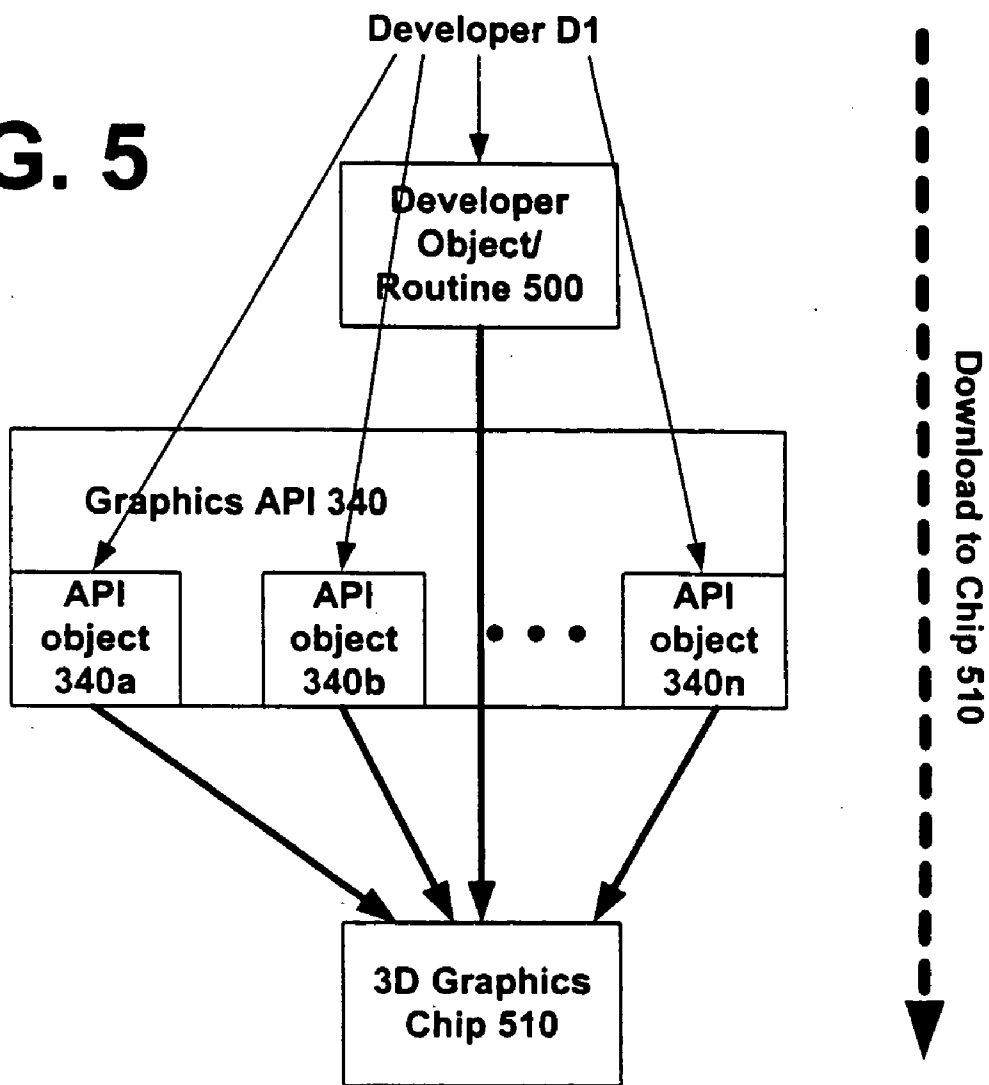 Developer D1
G. 5
Developer
Object/
Routine 500
Download to Chip 510
Graphics API 340
API
object
340a
API
object
340b
API
object
340n
3D Graphics
Chip 510